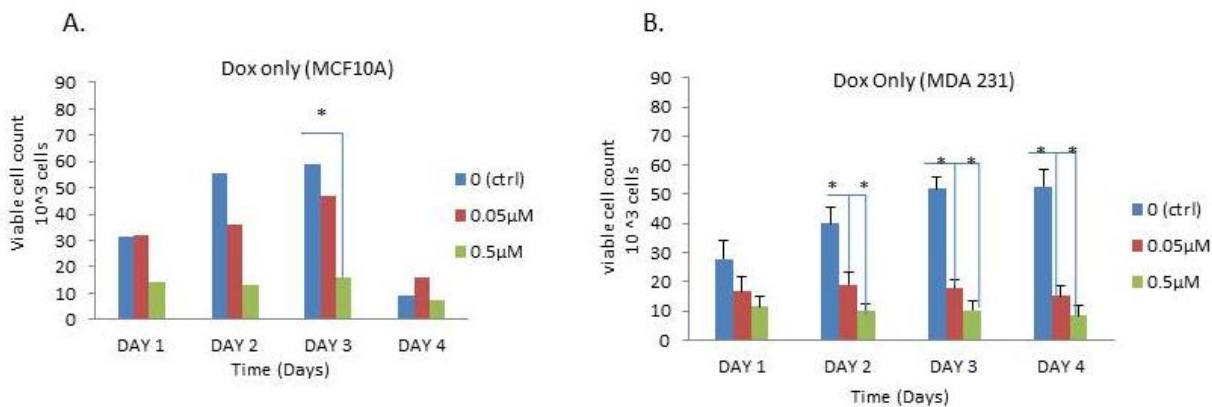 A.
Dox only (MCF10A)
Viable cell count
10^3 cells
90
80
70
60
50
40
30
20
10
0
*
DAY 1
DAY 2
DAY 3
DAY 4
Time (Days)
0 (ctrl)
0.05µM
0.5µM
B.
Dox Only (MDA 231)
viable cell count
10 ^3 cells
90
80
70
60
50
40
30
20
10
0
* *
* *
* *
DAY 1
DAY 2
DAY 3
DAY 4
Time (Days)
0 (ctrl)
0.05µM
0.5µM